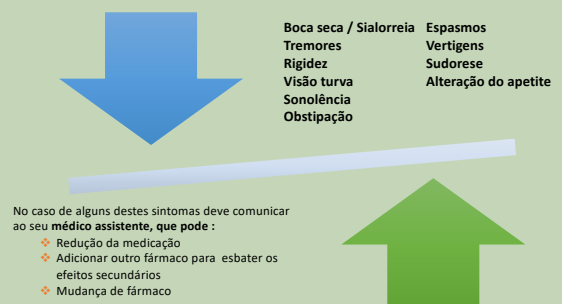 Boca seca / Sialorreia Espasmos
Tremores Vertigens
Rigidez Sudorese
Visão turva Alteração do apetite
Sonolência
Obstipação
No caso de alguns destes sintomas deve comunicar
ao seu médico assistente, que pode :
Redução da medicação
Adicionar outro fármaco para esbater os
efeitos secundários
Mudança de fármaco